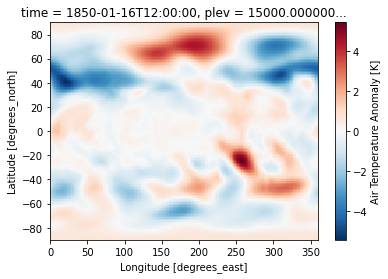 time = 1850-01-16T12:00:00, plev = 15000.000000...
80
60
40
20
0
−20
−40
−60
−80
0 50 100 150 200 250 300 350
Longitude [degrees_east]
Latitude [degrees_north]
4
2
0
−2
−4
Air Temperature Anomaly [K]